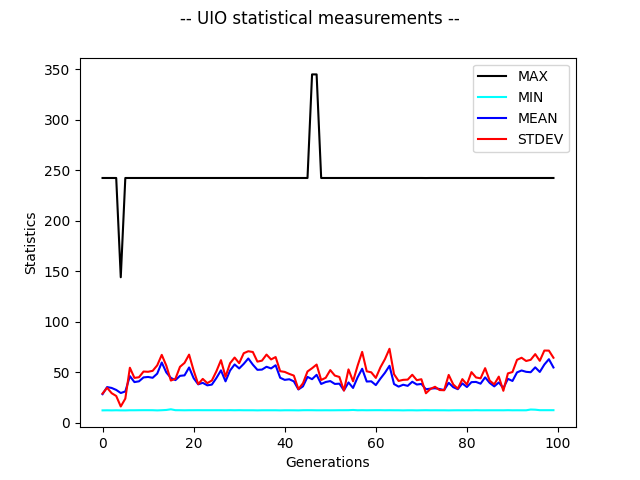 -- UIO statistical measurements --
350
300
250
200
150
100
50
0
Statistics
MAX
MIN
MEAN
STDEV
0 20 40 60 80 100
Generations